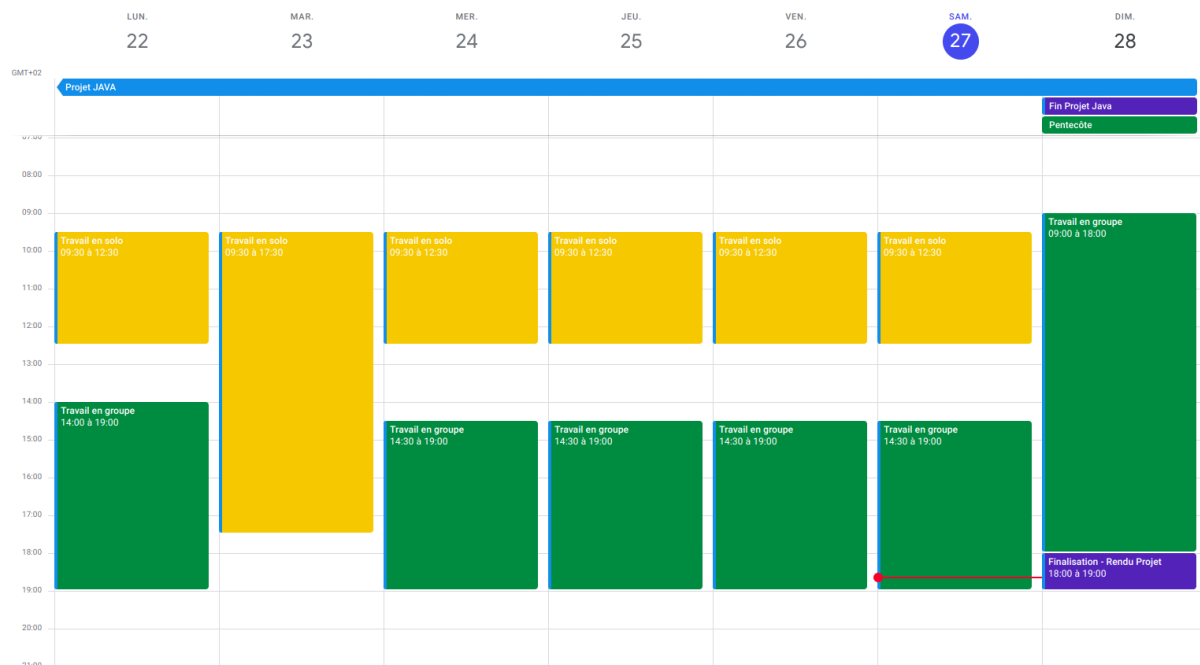 LUN.
22
MAR.
23
MER.
24
JEU.
25
VEN.
26
SAM.
27
DIM.
28
GMT+02
Projet JAVA
Fin Projet Java
Pentecôte
07:00
08:00
09:00
10:00
11:00
12:00
13:00
14:00
15:00
16:00
17:00
18:00
19:00
20:00
21:00
Travail en solo
09:30 à 12:30
Travail en groupe
14:00 à 19:00
Travail en solo
09:30 à 17:30
Travail en solo
09:30 à 12:30
Travail en groupe
14:30 à 19:00
Travail en solo
09:30 à 12:30
Travail en groupe
14:30 à 19:00
Travail en solo
09:30 à 12:30
Travail en groupe
14:30 à 19:00
Travail en solo
09:30 à 12:30
Travail en groupe
14:30 à 19:00
Travail en groupe
09:00 à 18:00
Finalisation - Rendu Projet
18:00 à 19:00